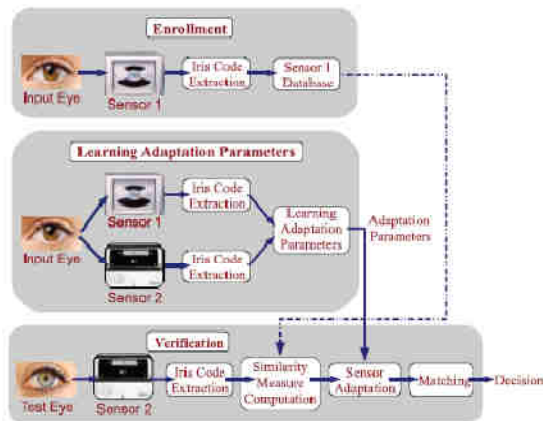 Enrollment
Input Eye
Sensor 1
Iris Code
Extraction
Sensor 1
Database
Learning Adaptation Parameters
Input Eye
Sensor 1
Iris Code
Extraction
Sensor 2
Iris Code
Extraction
Learning
Adaptation
Parameters
Adaptation
Parameters
Verification
Test Eye
Sensor 2
Iris Code
Extraction
Similarity
Measure
Computation
Sensor
Adaptation
Matching
Decision